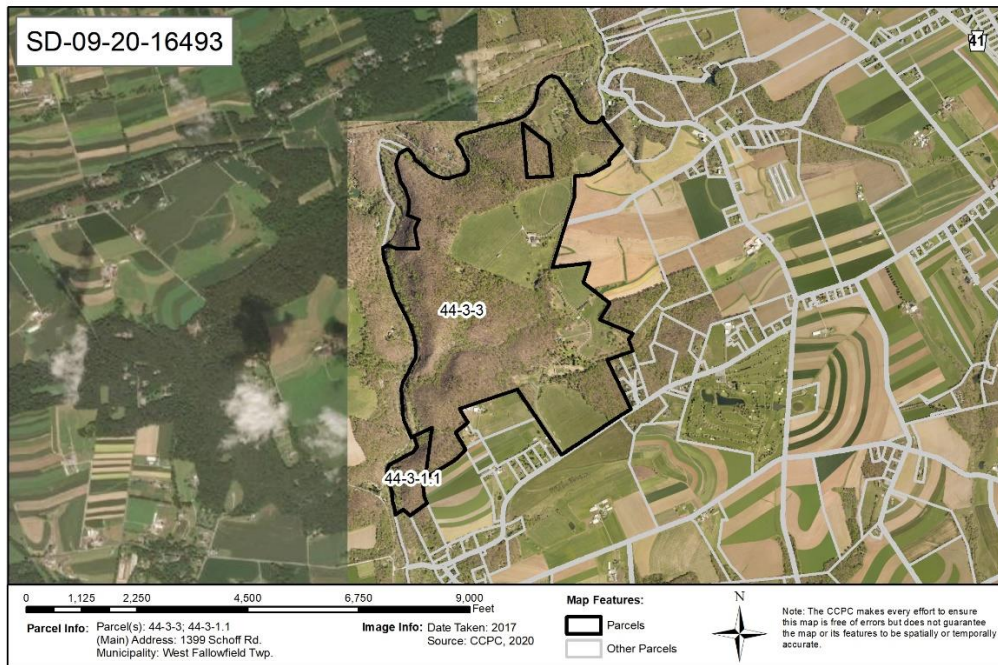 SD-09-20-16493
41
44-3-3
44-3-1.1
0 1,125 2,250 4,500 6,750 9,000
Feet
Parcel Info: Parcel(s): 44-3-3; 44-3-1.1
(Main) Address: 1399 Schoff Rd.
Municipality: West Fallowfield Twp.
Image Info: Date Taken: 2017
Source: CCPC, 2020
Map Features:
Parcels
Other Parcels
N
Note: The CCPC makes every effort to ensure
this map is free of errors but does not guarantee
the map or its features to be spatially or temporally
accurate.